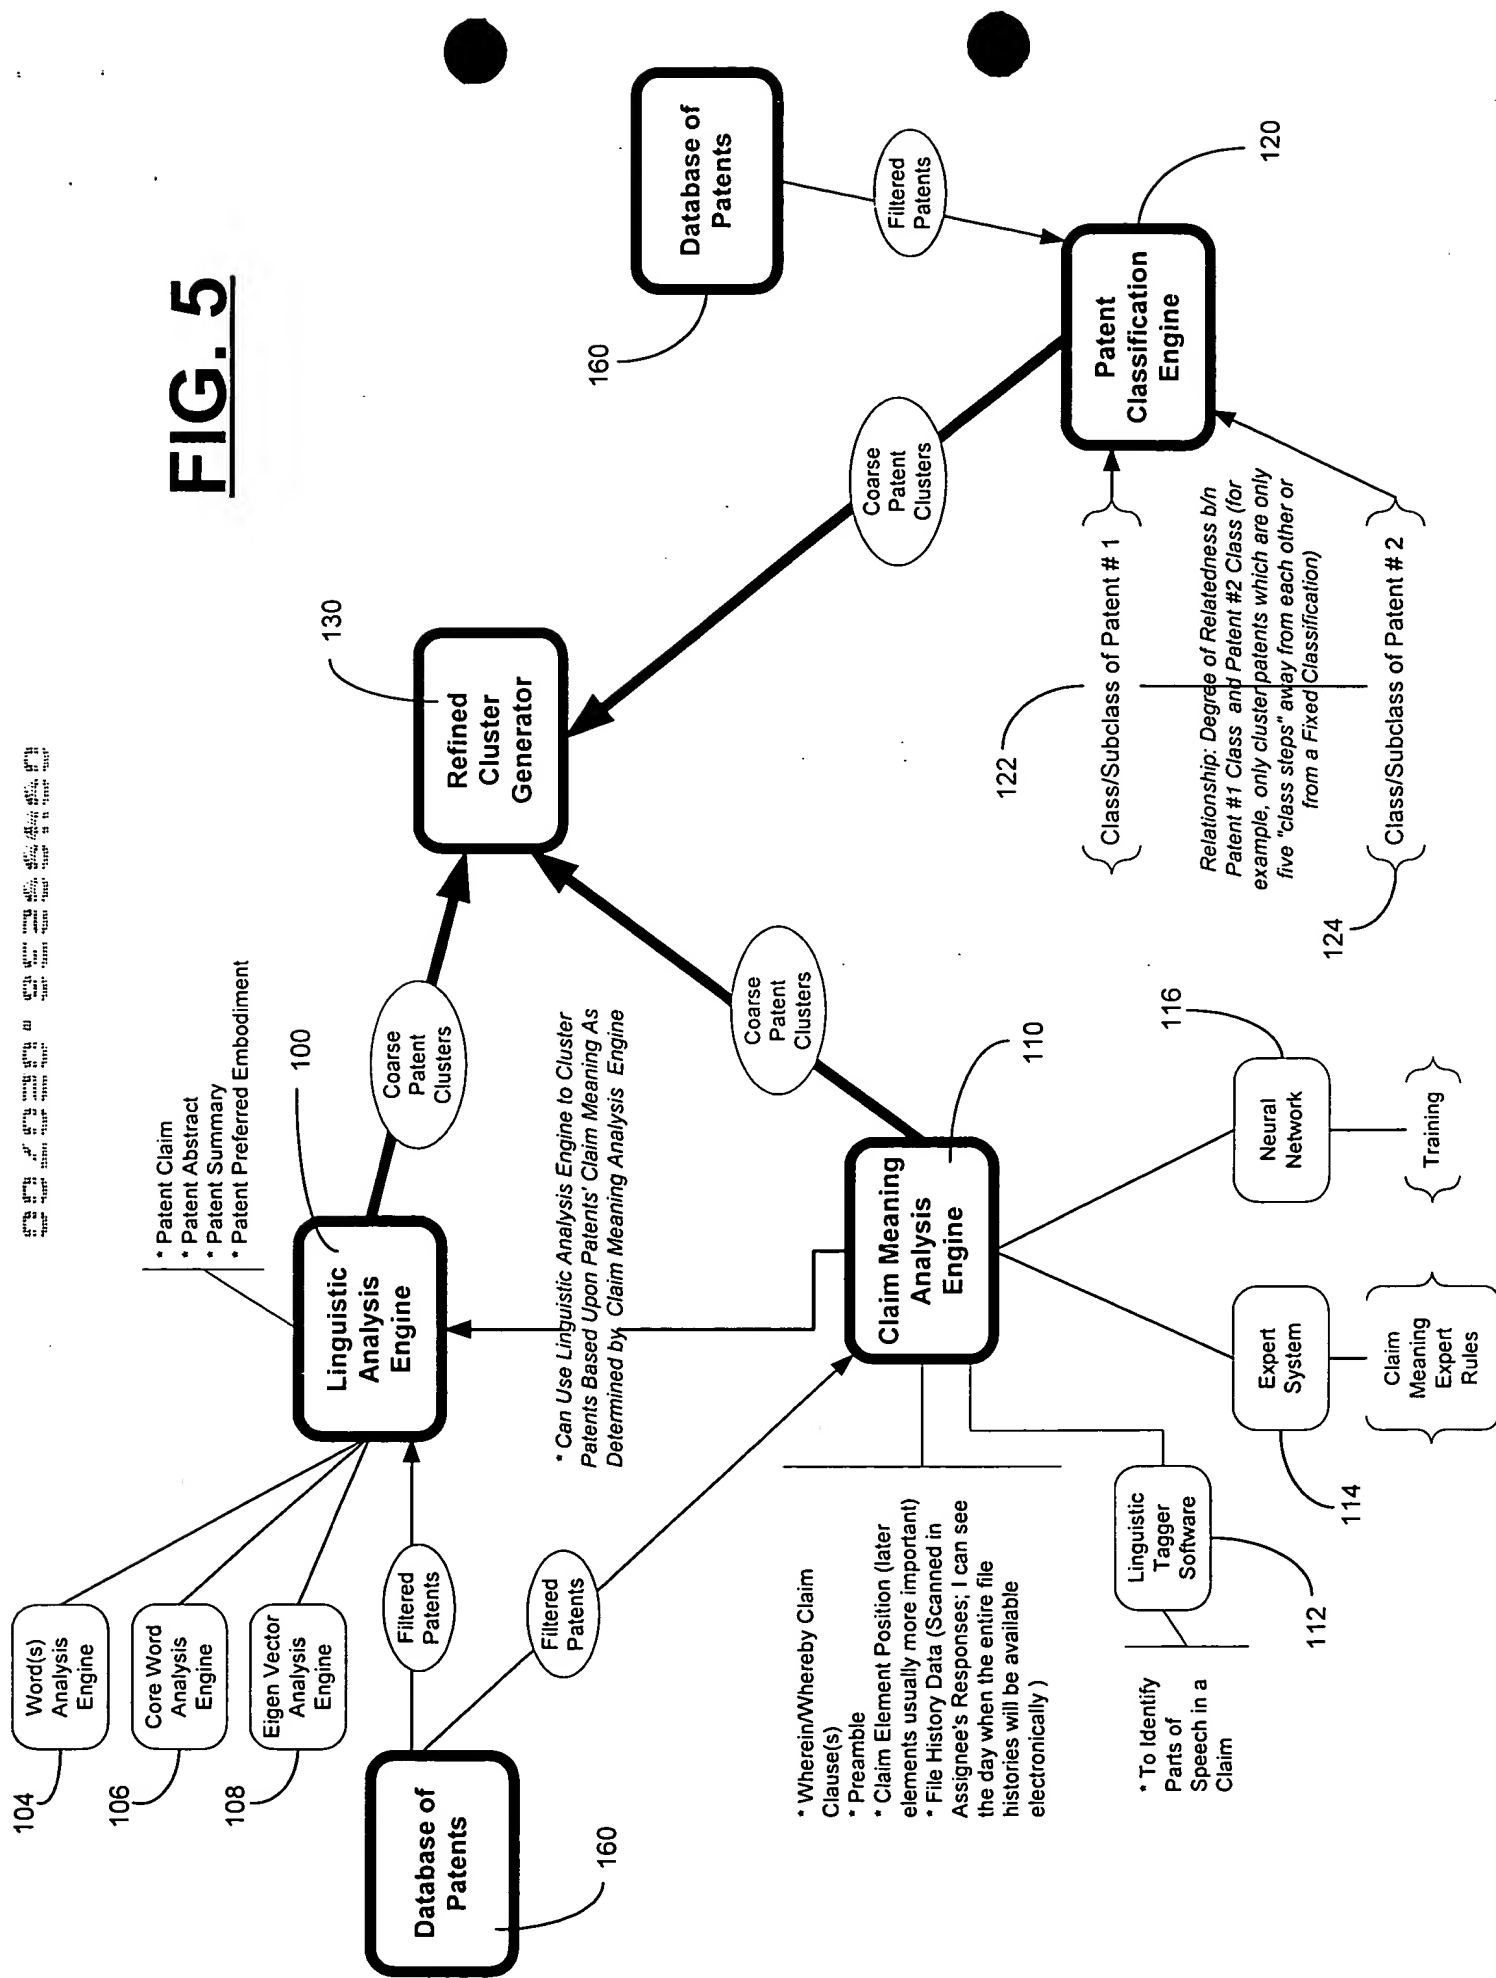 FIG. 5
104
Word(s)
Analysis
Engine
106
Core Word
Analysis
Engine
108
Eigen Vector
Analysis
Engine
* Patent Claim
* Patent Abstract
* Patent Summary
* Patent Preferred Embodiment
100
Linguistic
Analysis
Engine
Database of
Patents
160
Filtered
Patents
Filtered
Patents
Coarse
Patent
Clusters
130
Refined
Cluster
Generator
* Can Use Linguistic Analysis Engine to Cluster
Patents Based Upon Patents' Claim Meaning As
Determined by Claim Meaning Analysis Engine
Coarse
Patent
Clusters
Coarse
Patent
Clusters
160
Database of
Patents
Filtered
Patents
* Wherein/Whereby Claim
Clause(s)
* Preamble
* Claim Element Position (later
elements usually more important)
* File History Data (Scanned in
Assignee's Responses; I can see
the day when the entire file
histories will be available
electronically )
Claim Meaning
Analysis
Engine
110
Patent
Classification
Engine
120
122
Class/Subclass of Patent # 1
Relationship: Degree of Relatedness b/n
Patent #1 Class and Patent #2 Class (for
example, only cluster patents which are only
five "class steps" away from each other or
from a Fixed Classification)
124
Class/Subclass of Patent # 2
* To Identify
Parts of
Speech in a
Claim
Linguistic
Tagger
Software
112
114
Expert
System
Claim
Meaning
Expert
Rules
116
Neural
Network
Training